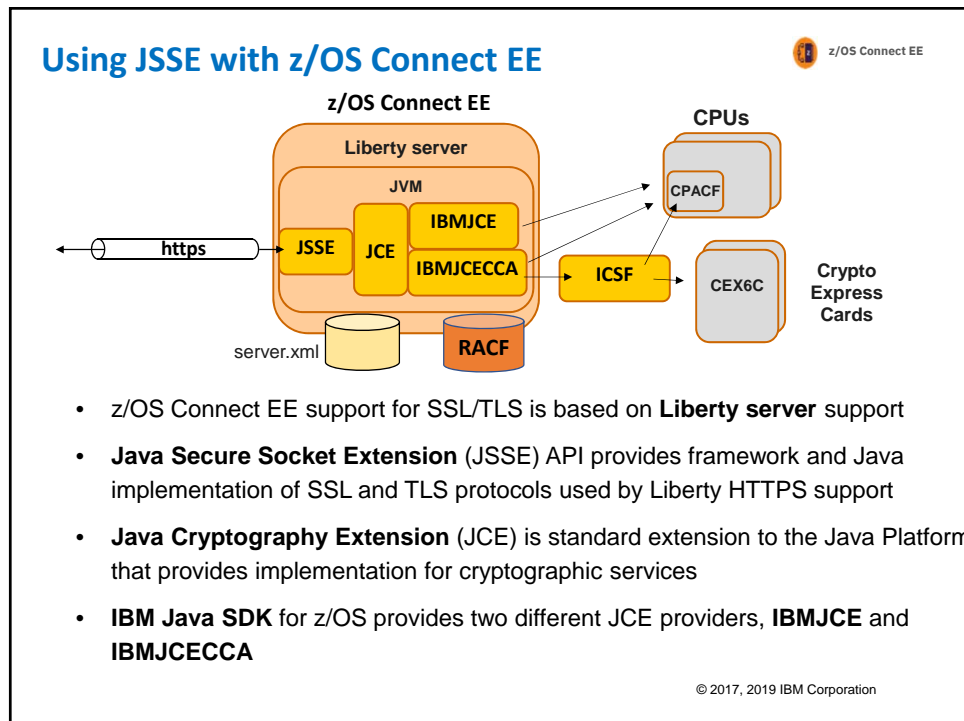 Using JSSE with z/OS Connect EE
z/OS Connect EE
z/OS Connect EE
CPUs
Liberty server
JVM
CPACF
IBMJCE
https
JSSE
JCE
IBMJCECCA
ICSF
CEX6C
Crypto
Express
Cards
server.xml
RACF
• z/OS Connect EE support for SSL/TLS is based on Liberty server support
• Java Secure Socket Extension (JSSE) API provides framework and Java
implementation of SSL and TLS protocols used by Liberty HTTPS support
• Java Cryptography Extension (JCE) is standard extension to the Java Platform
that provides implementation for cryptographic services
• IBM Java SDK for z/OS provides two different JCE providers, IBMJCE and
IBMJCECCA
© 2017, 2019 IBM Corporation